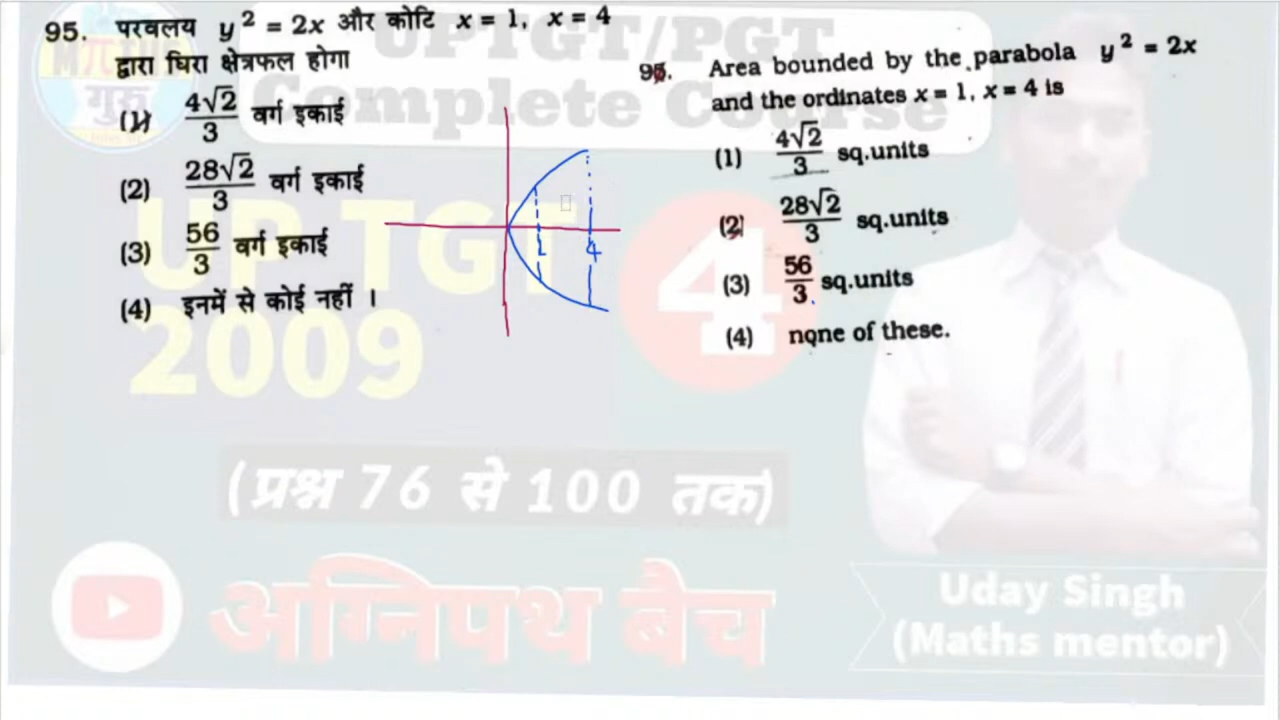 95. परवलय y² = 2x और कोटि x = 1, x = 4
द्वारा घिरा क्षेत्रफल होगा
(1) 4√2/3 वर्ग इकाई
(2) 28√2/3 वर्ग इकाई
(3) 56/3 वर्ग इकाई
(4) इनमें से कोई नहीं ।
1 4
95. Area bounded by the parabola y² = 2x
and the ordinates x = 1, x = 4 is
(1) 4√2/3 sq.units
(2) 28√2/3 sq.units
(3) 56/3 sq.units
(4) none of these.
UPTGT/PGT
Complete Course
गुरु
UP TGT
2009
4
(प्रश्न 76 से 100 तक)
अग्निपथ बैच
Uday Singh
(Maths mentor)